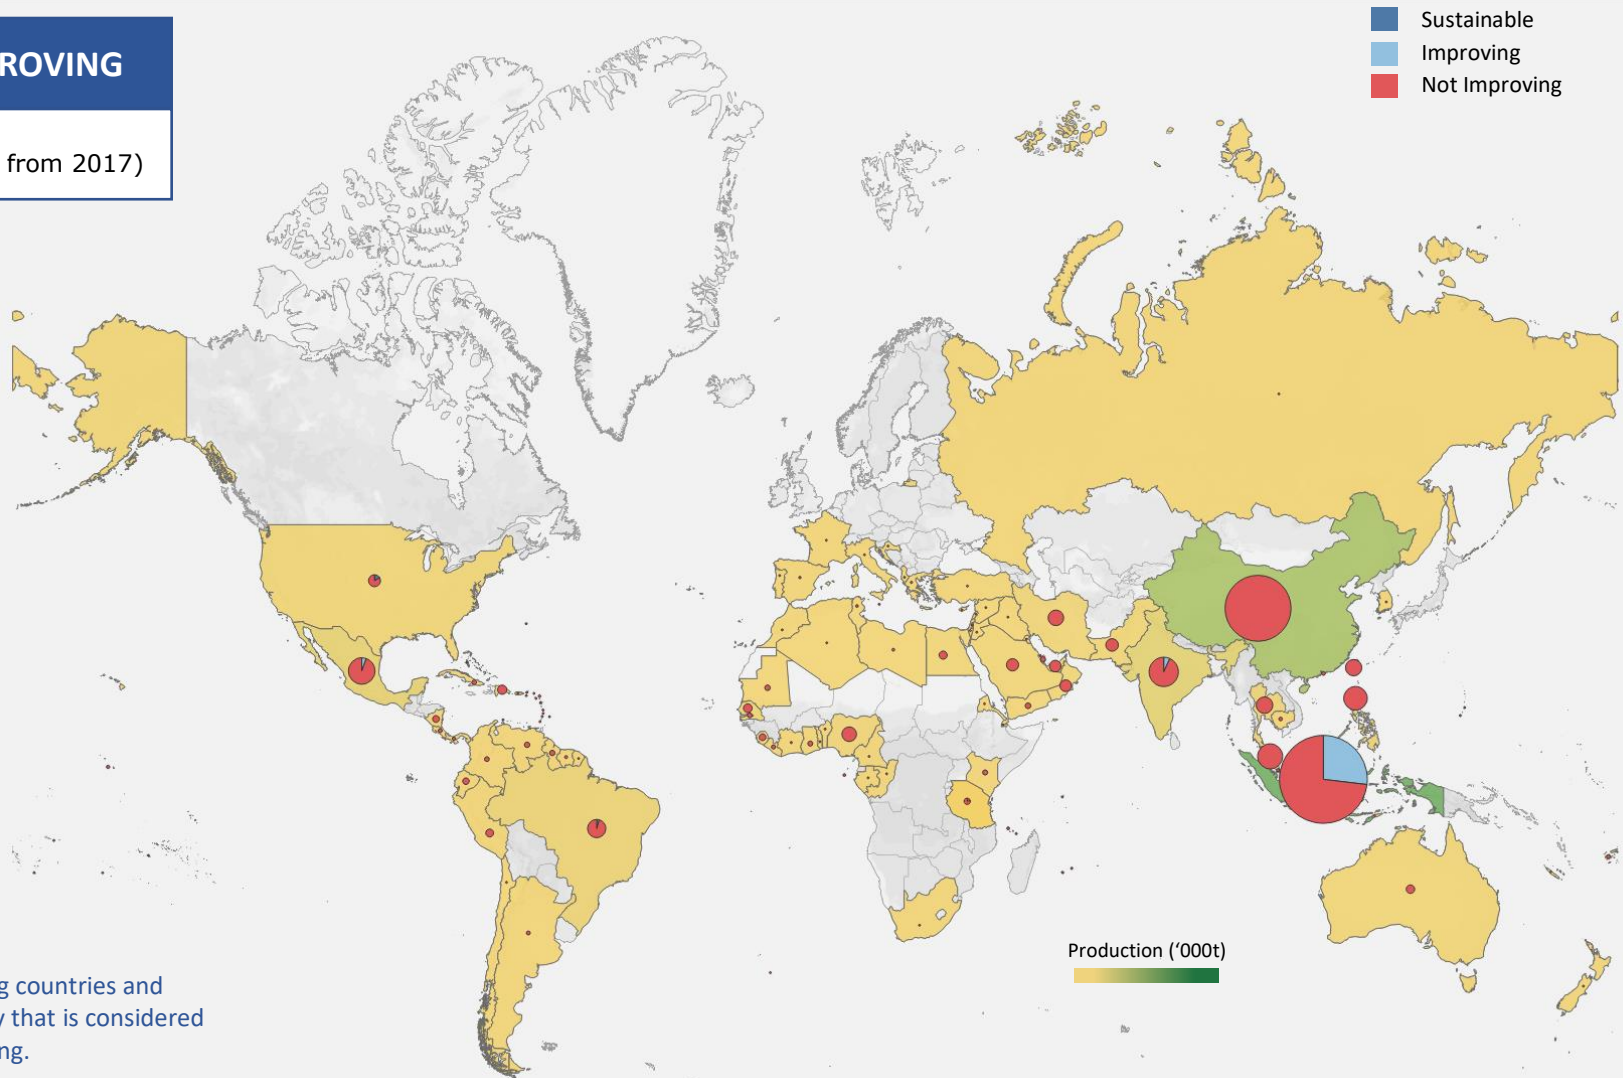 ROVING
from 2017)
Sustainable
Improving
Not Improving
Production (‘000t)
g countries and
y that is considered
ng.